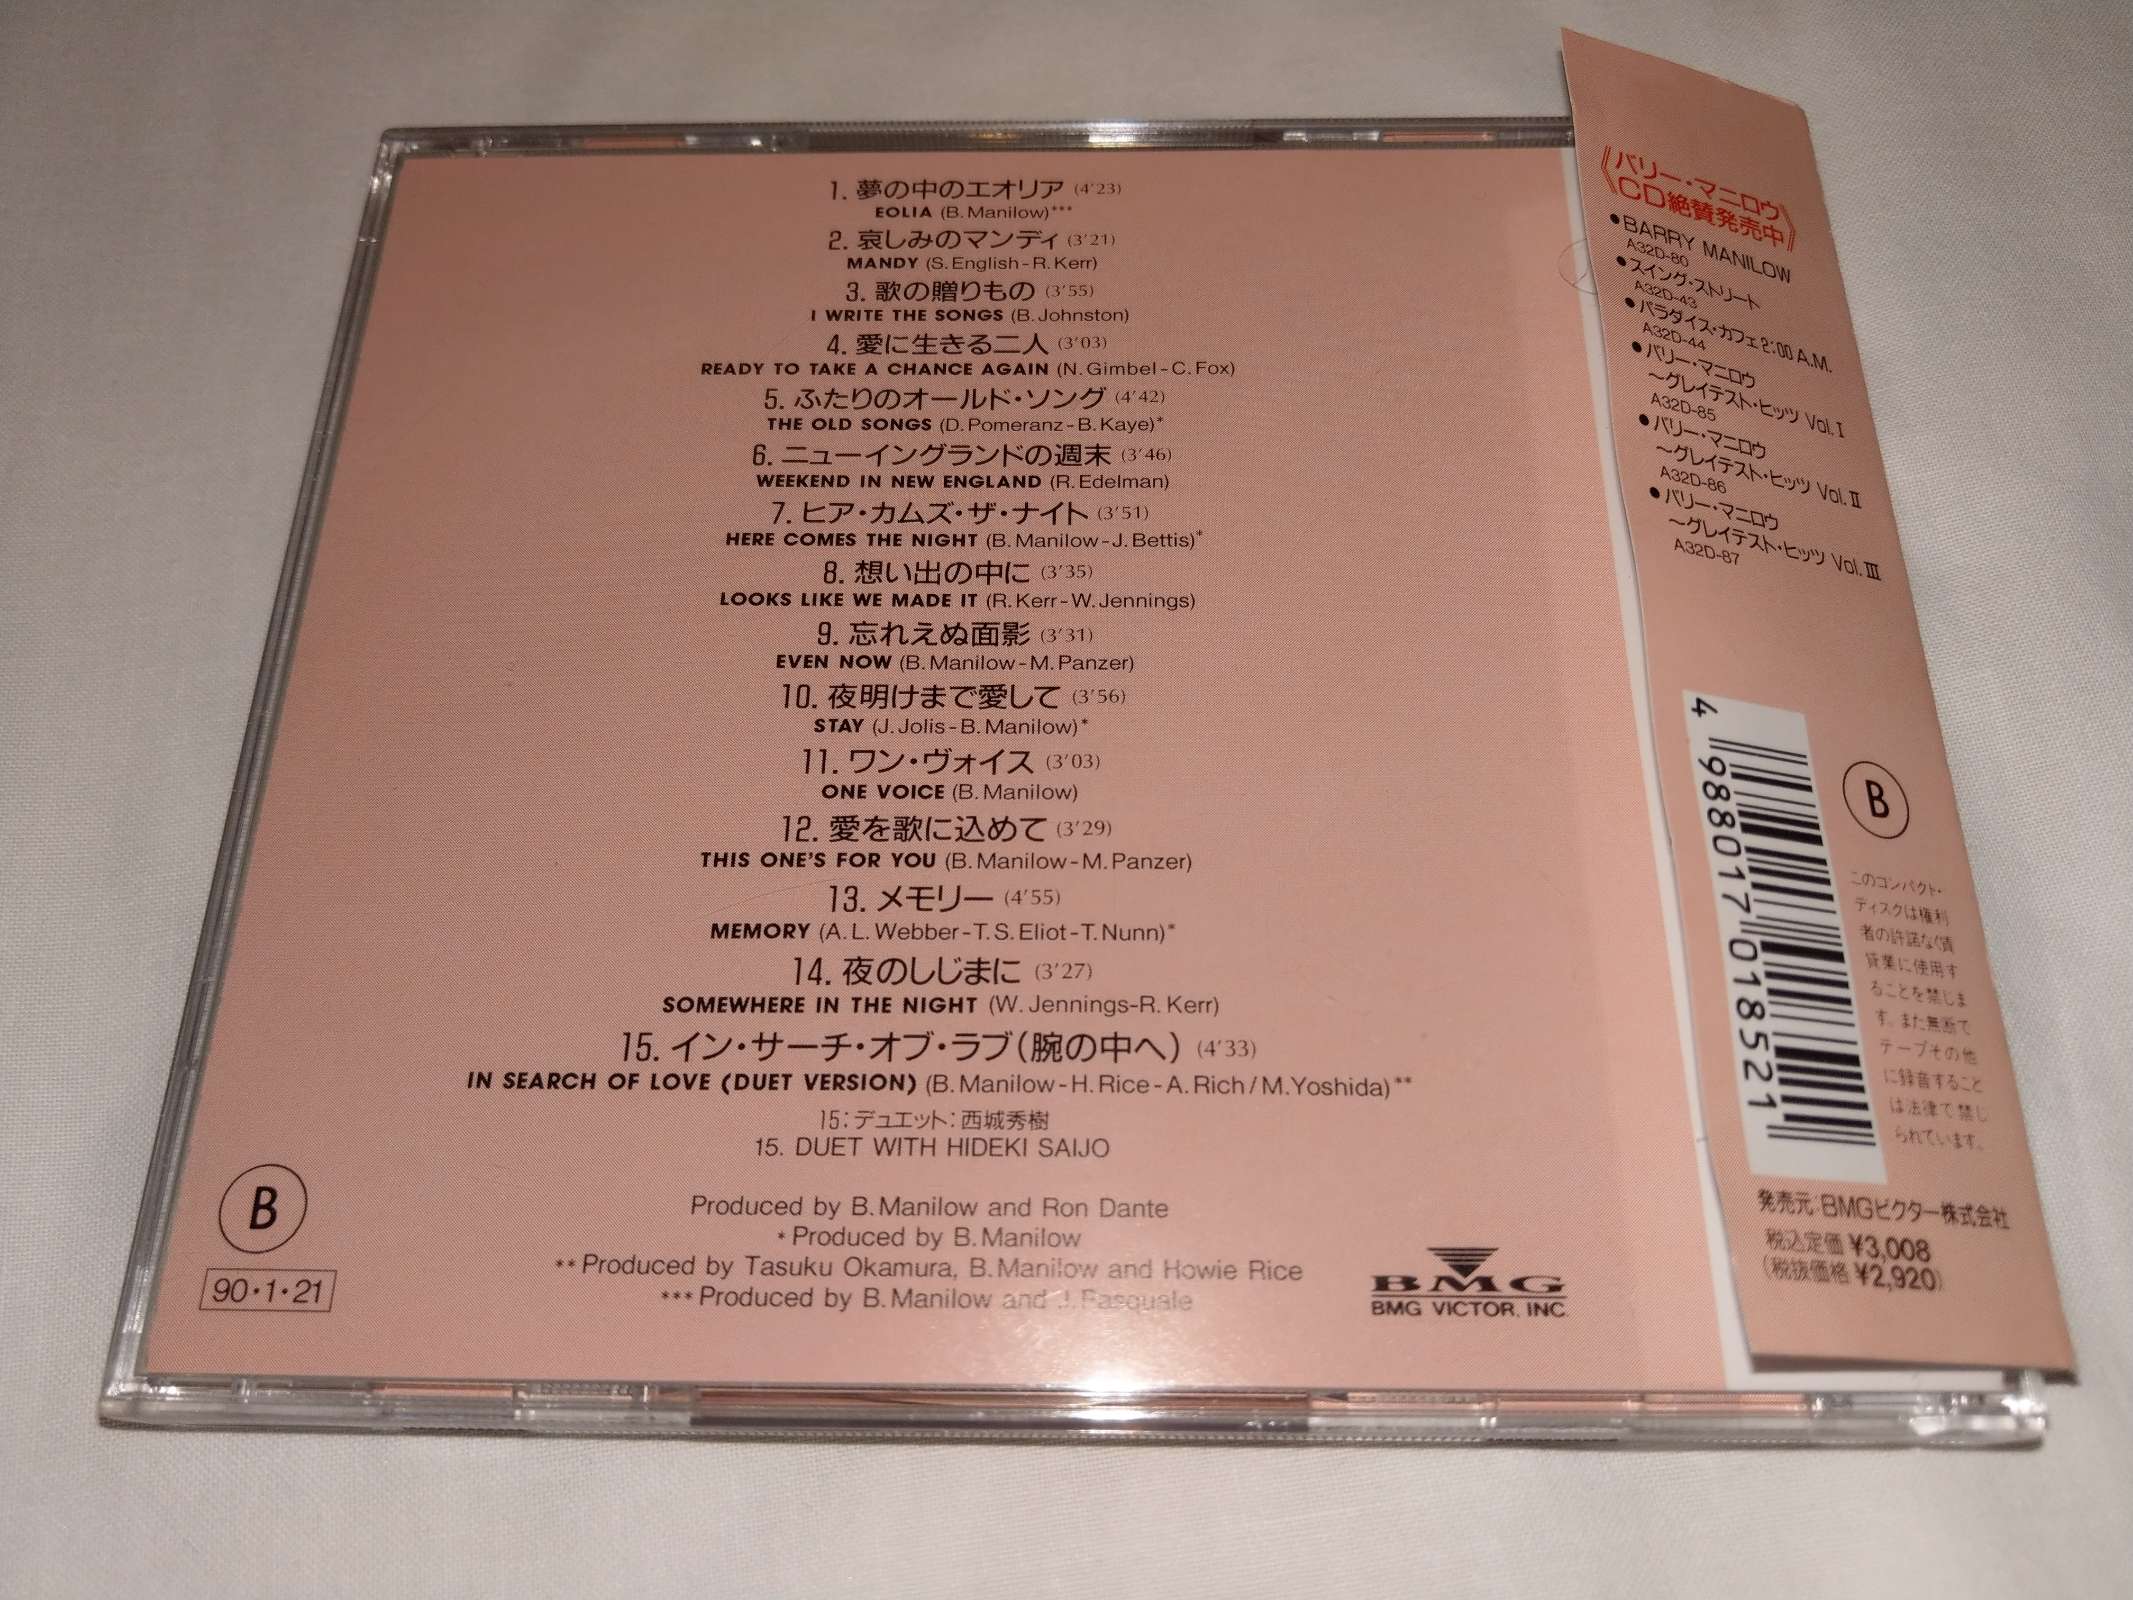 1. 夢の中のエオリア (4'23)
EOLIA (B. Manilow)***
2. 哀しみのマンディ (3'21)
MANDY (S. English-R. Kerr)
3. 歌の贈りもの (3'55)
I WRITE THE SONGS (B. Johnston)
4. 愛に生きる二人 (3'03)
READY TO TAKE A CHANCE AGAIN (N. Gimbel-C. Fox)
5. ふたりのオールド・ソング (4'42)
THE OLD SONGS (D. Pomeranz-B. Kaye)*
6. ニューイングランドの週末 (3'46)
WEEKEND IN NEW ENGLAND (R. Edelman)
7. ヒア・カムズ・ザ・ナイト (3'51)
HERE COMES THE NIGHT (B. Manilow-J. Bettis)*
8. 想い出の中に (3'35)
LOOKS LIKE WE MADE IT (R. Kerr-W. Jennings)
9. 忘れえぬ面影 (3'31)
EVEN NOW (B. Manilow-M. Panzer)
10. 夜明けまで愛して (3'56)
STAY (J. Jolis-B. Manilow)*
11. ワン・ヴォイス (3'03)
ONE VOICE (B. Manilow)
12. 愛を歌に込めて (3'29)
THIS ONE'S FOR YOU (B. Manilow-M. Panzer)
13. メモリー (4'55)
MEMORY (A. L. Webber-T. S. Eliot-T. Nunn)*
14. 夜のしじまに (3'27)
SOMEWHERE IN THE NIGHT (W. Jennings-R. Kerr)
15. イン・サーチ・オブ・ラブ(腕の中へ) (4'33)
IN SEARCH OF LOVE (DUET VERSION) (B. Manilow-H. Rice-A. Rich/M. Yoshida)**
15:デュエット:西城秀樹
15. DUET WITH HIDEKI SAIJO
Produced by B. Manilow and Ron Dante
*Produced by B. Manilow
**Produced by Tasuku Okamura, B. Manilow and Howie Rice
***Produced by B. Manilow and J. Pasquale
B
90・1・21
BMG
BMG VICTOR, INC.
《バリー・マニロウ
CD絶賛発売中》
●BARRY MANILOW
A32D-80
●スイング・ストリート
A32D-43
●パラダイス・カフェ 2:00 A.M.
A32D-44
●バリー・マニロウ
～グレイテスト・ヒッツ Vol.I
A32D-85
●バリー・マニロウ
～グレイテスト・ヒッツ Vol.II
A32D-86
●バリー・マニロウ
～グレイテスト・ヒッツ Vol.III
A32D-87
4 988017 018521
B
このコンパクト・
ディスクは権利
者の許諾なく賃
貸業に使用す
ることを禁じま
す。また無断で
テープその他
に録音すること
は法律で禁じ
られています。
発売元:BMGビクター株式会社
税込定価 ¥3,008
(税抜価格 ¥2,920)